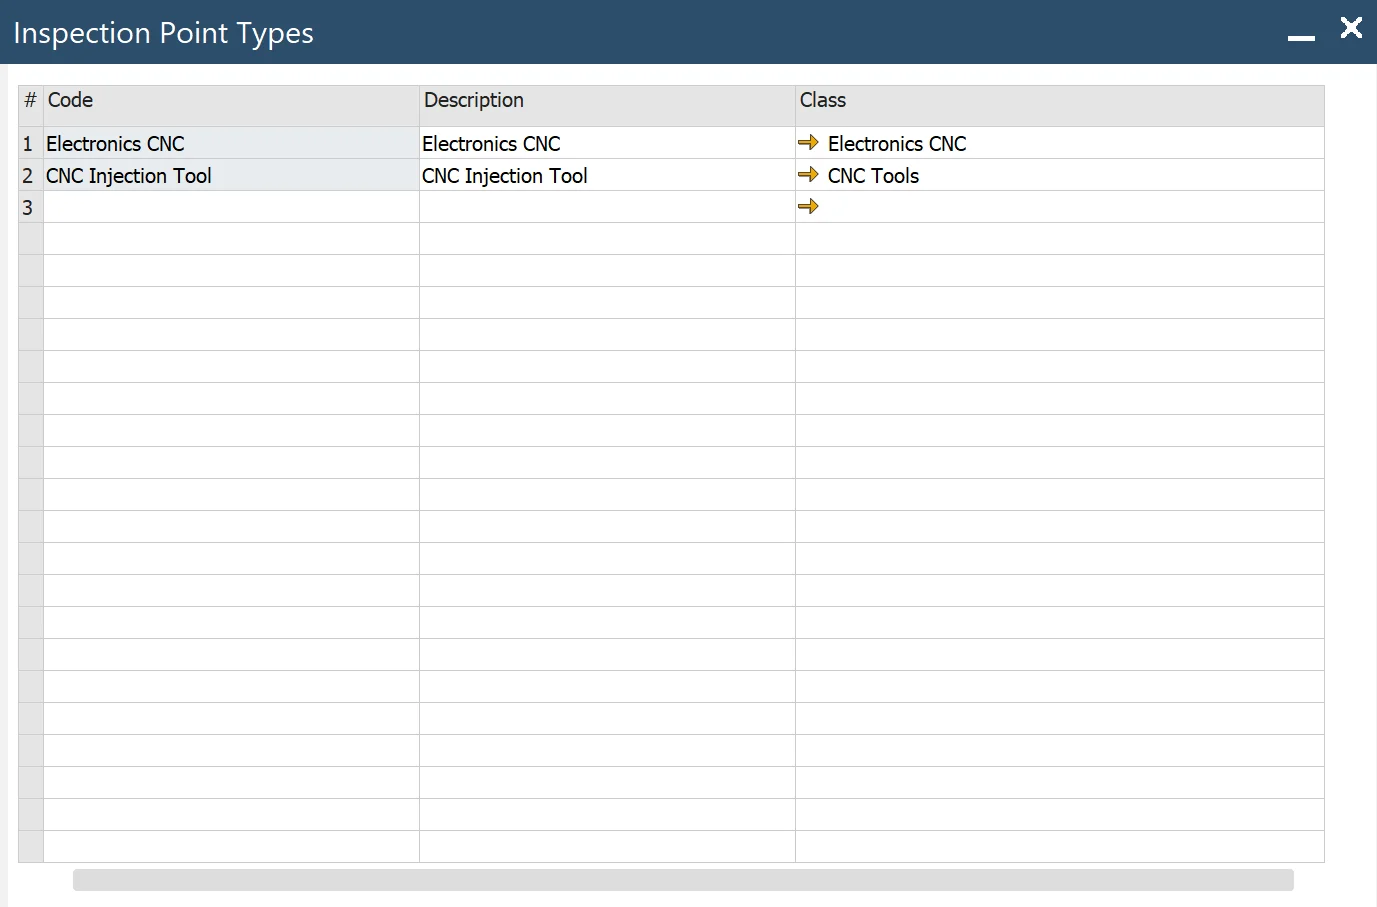 Inspection Point Types
# Code Description Class
1 Electronics CNC Electronics CNC Electronics CNC
2 CNC Injection Tool CNC Injection Tool CNC Tools
3